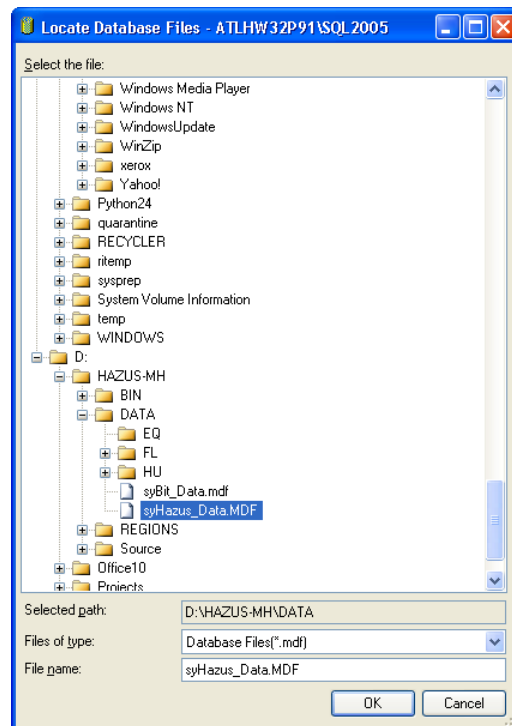 Locate Database Files - ATLHW32P91\SQL2005
Select the file:
Windows Media Player
Windows NT
WindowsUpdate
WinZip
xerox
Yahoo!
Python24
quarantine
RECYCLER
ritemp
sysprep
System Volume Information
temp
WINDOWS
D:
HAZUS-MH
BIN
DATA
EQ
FL
HU
syBit_Data.mdf
syHazus_Data.MDF
REGIONS
Source
Office10
Projects
Selected path: D:\HAZUS-MH\DATA
Files of type: Database Files(*.mdf)
File name: syHazus_Data.MDF
OK Cancel